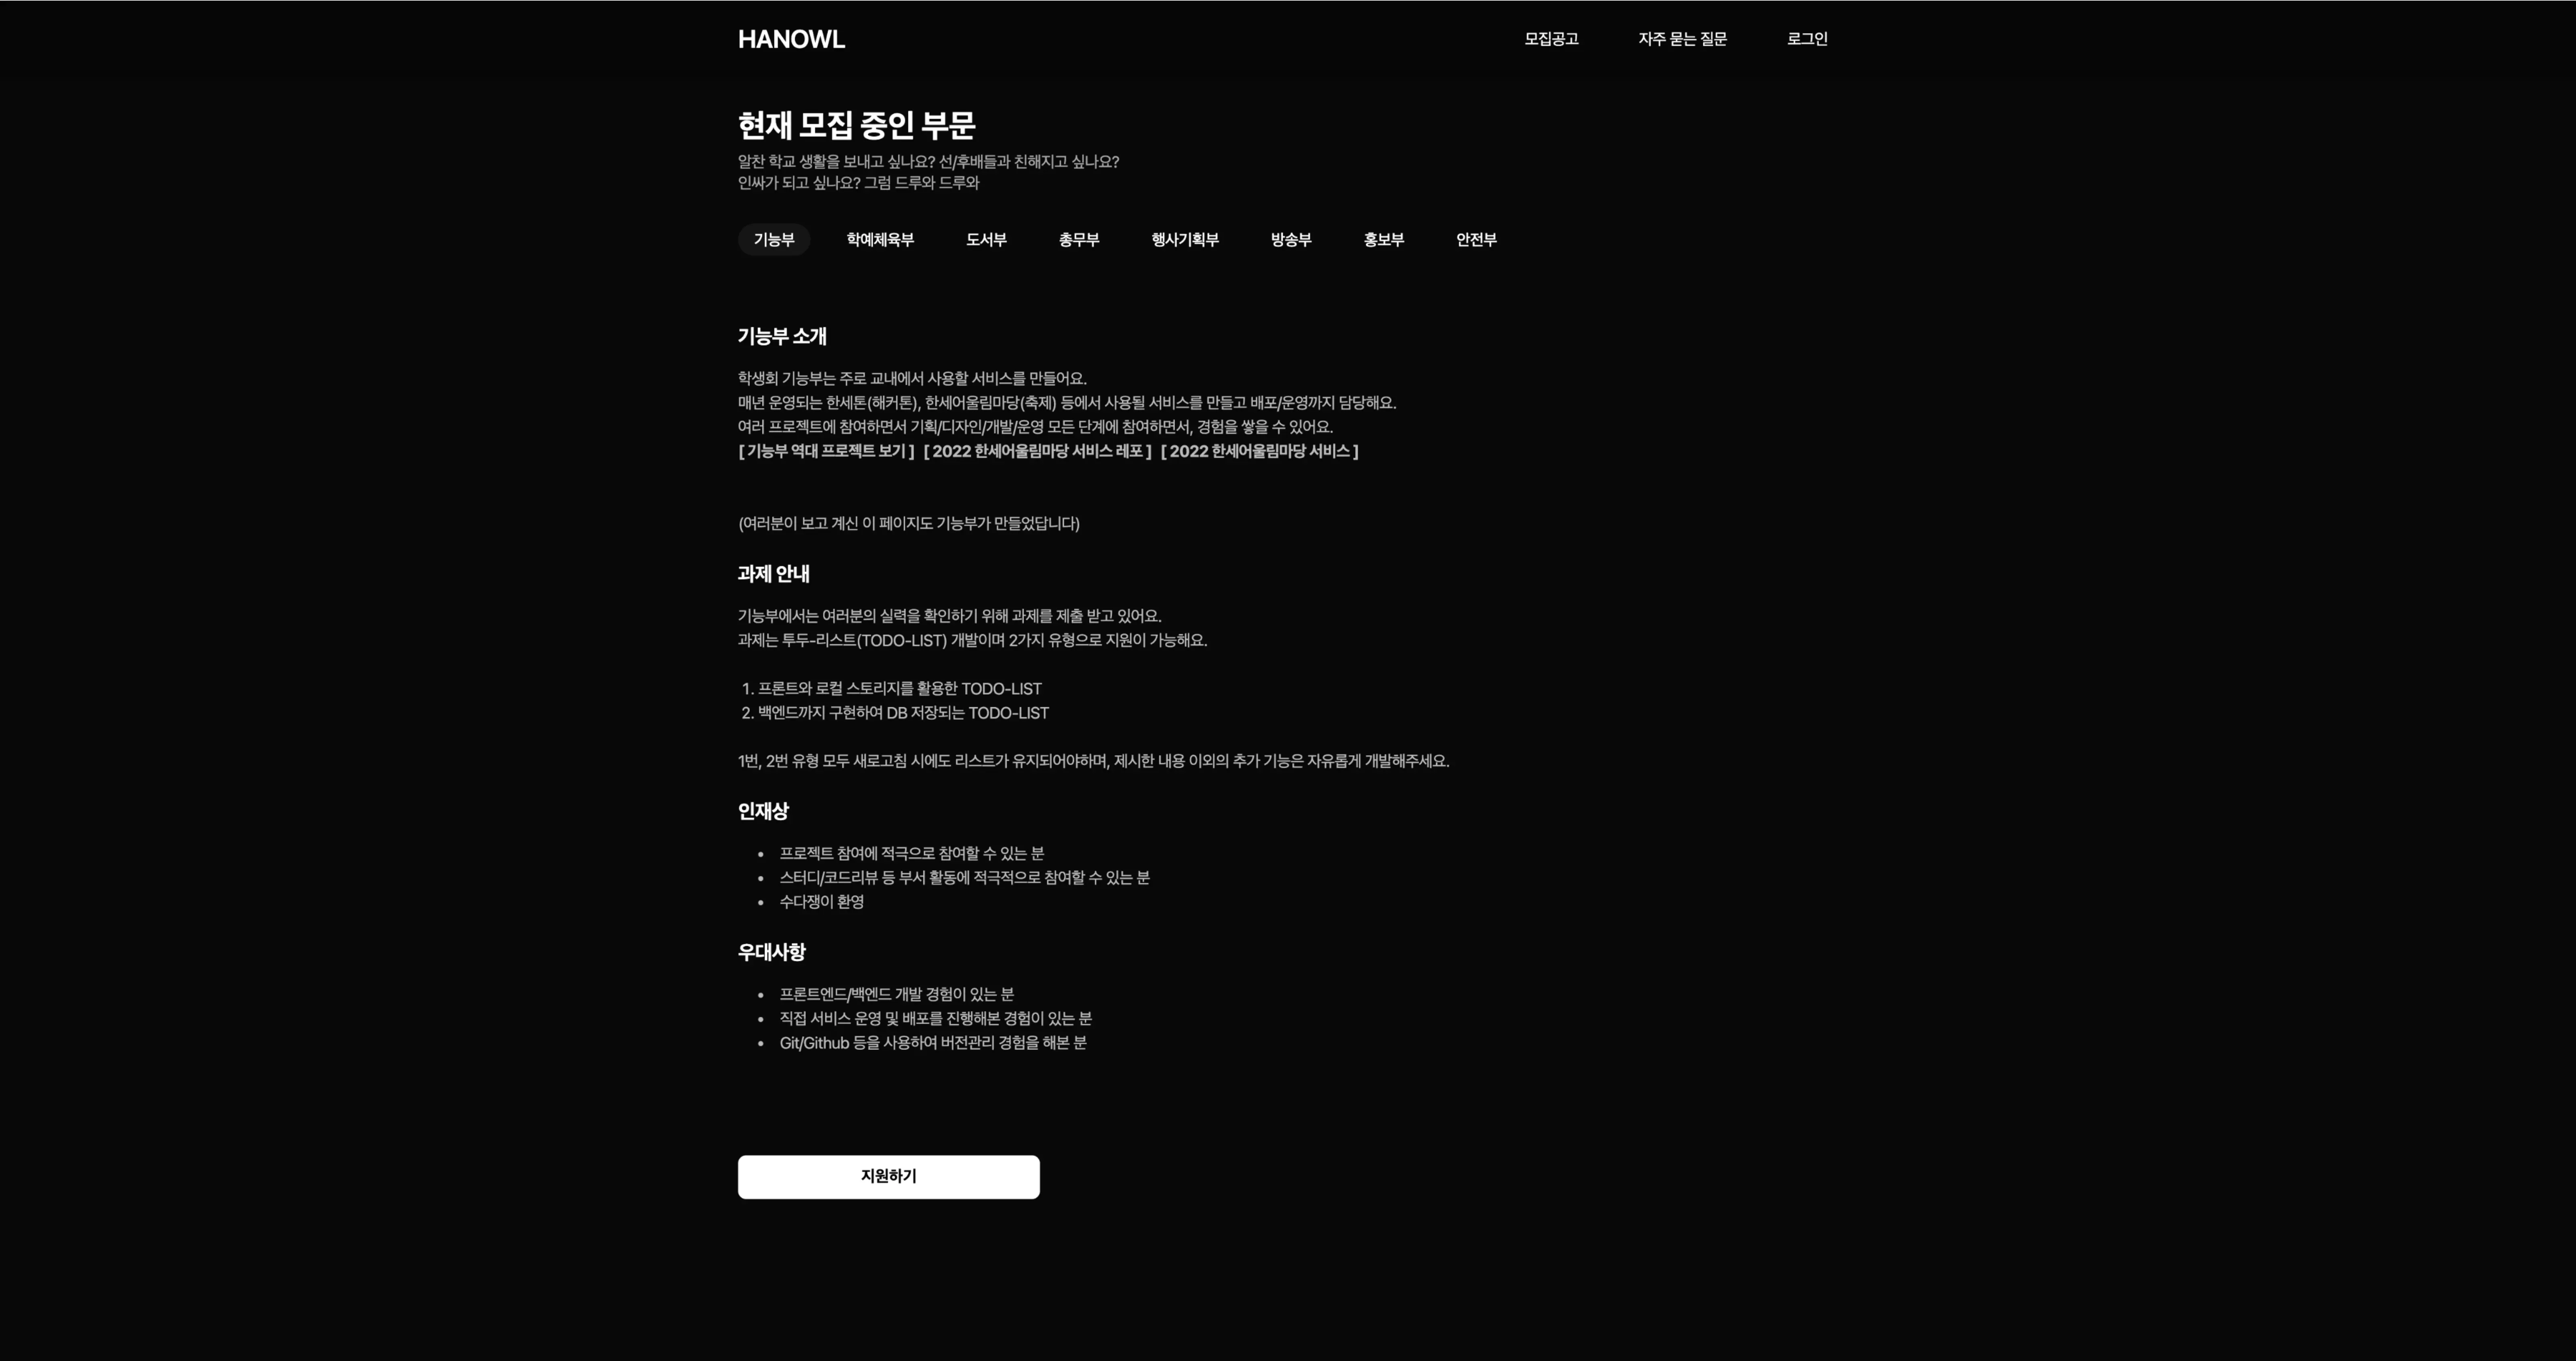 HANOWL
모집공고
자주 묻는 질문
로그인
현재 모집 중인 부문
알찬 학교 생활을 보내고 싶나요? 선/후배들과 친해지고 싶나요?
인싸가 되고 싶나요? 그럼 드루와 드루와
기능부 학예체육부 도서부 총무부 행사기획부 방송부 홍보부 안전부
기능부 소개
학생회 기능부는 주로 교내에서 사용할 서비스를 만들어요.
매년 운영되는 한세톤(해커톤), 한세어울림마당(축제) 등에서 사용될 서비스를 만들고 배포/운영까지 담당해요.
여러 프로젝트에 참여하면서 기획/디자인/개발/운영 모든 단계에 참여하면서, 경험을 쌓을 수 있어요.
[ 기능부 역대 프로젝트 보기 ] [ 2022 한세어울림마당 서비스 레포 ] [ 2022 한세어울림마당 서비스 ]
(여러분이 보고 계신 이 페이지도 기능부가 만들었답니다)
과제 안내
기능부에서는 여러분의 실력을 확인하기 위해 과제를 제출 받고 있어요.
과제는 투두-리스트(TODO-LIST) 개발이며 2가지 유형으로 지원이 가능해요.
1. 프론트와 로컬 스토리지를 활용한 TODO-LIST
2. 백엔드까지 구현하여 DB 저장되는 TODO-LIST
1번, 2번 유형 모두 새로고침 시에도 리스트가 유지되어야하며, 제시한 내용 이외의 추가 기능은 자유롭게 개발해주세요.
인재상
• 프로젝트 참여에 적극으로 참여할 수 있는 분
• 스터디/코드리뷰 등 부서 활동에 적극적으로 참여할 수 있는 분
• 수다쟁이 환영
우대사항
• 프론트엔드/백엔드 개발 경험이 있는 분
• 직접 서비스 운영 및 배포를 진행해본 경험이 있는 분
• Git/Github 등을 사용하여 버전관리 경험을 해본 분
지원하기